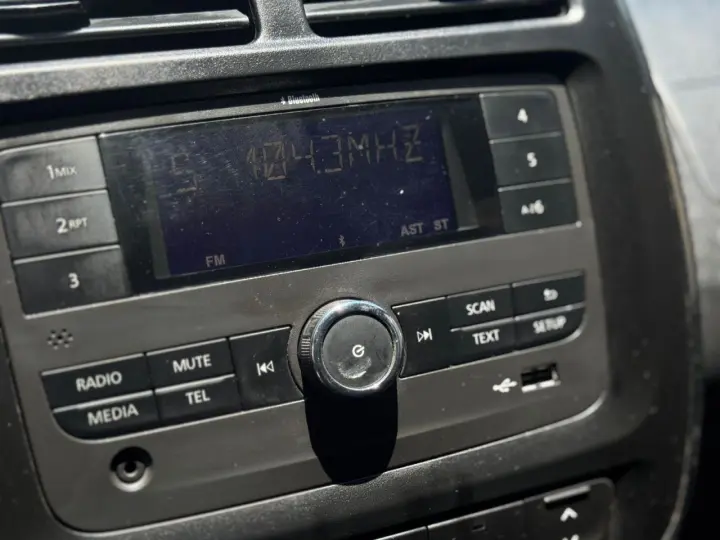 Bluetooth
5 104.3MHZ
FM AST ST
1MIX
2RPT
3
4
5
A/6
RADIO
MUTE
MEDIA
TEL
SCAN
TEXT
SETUP